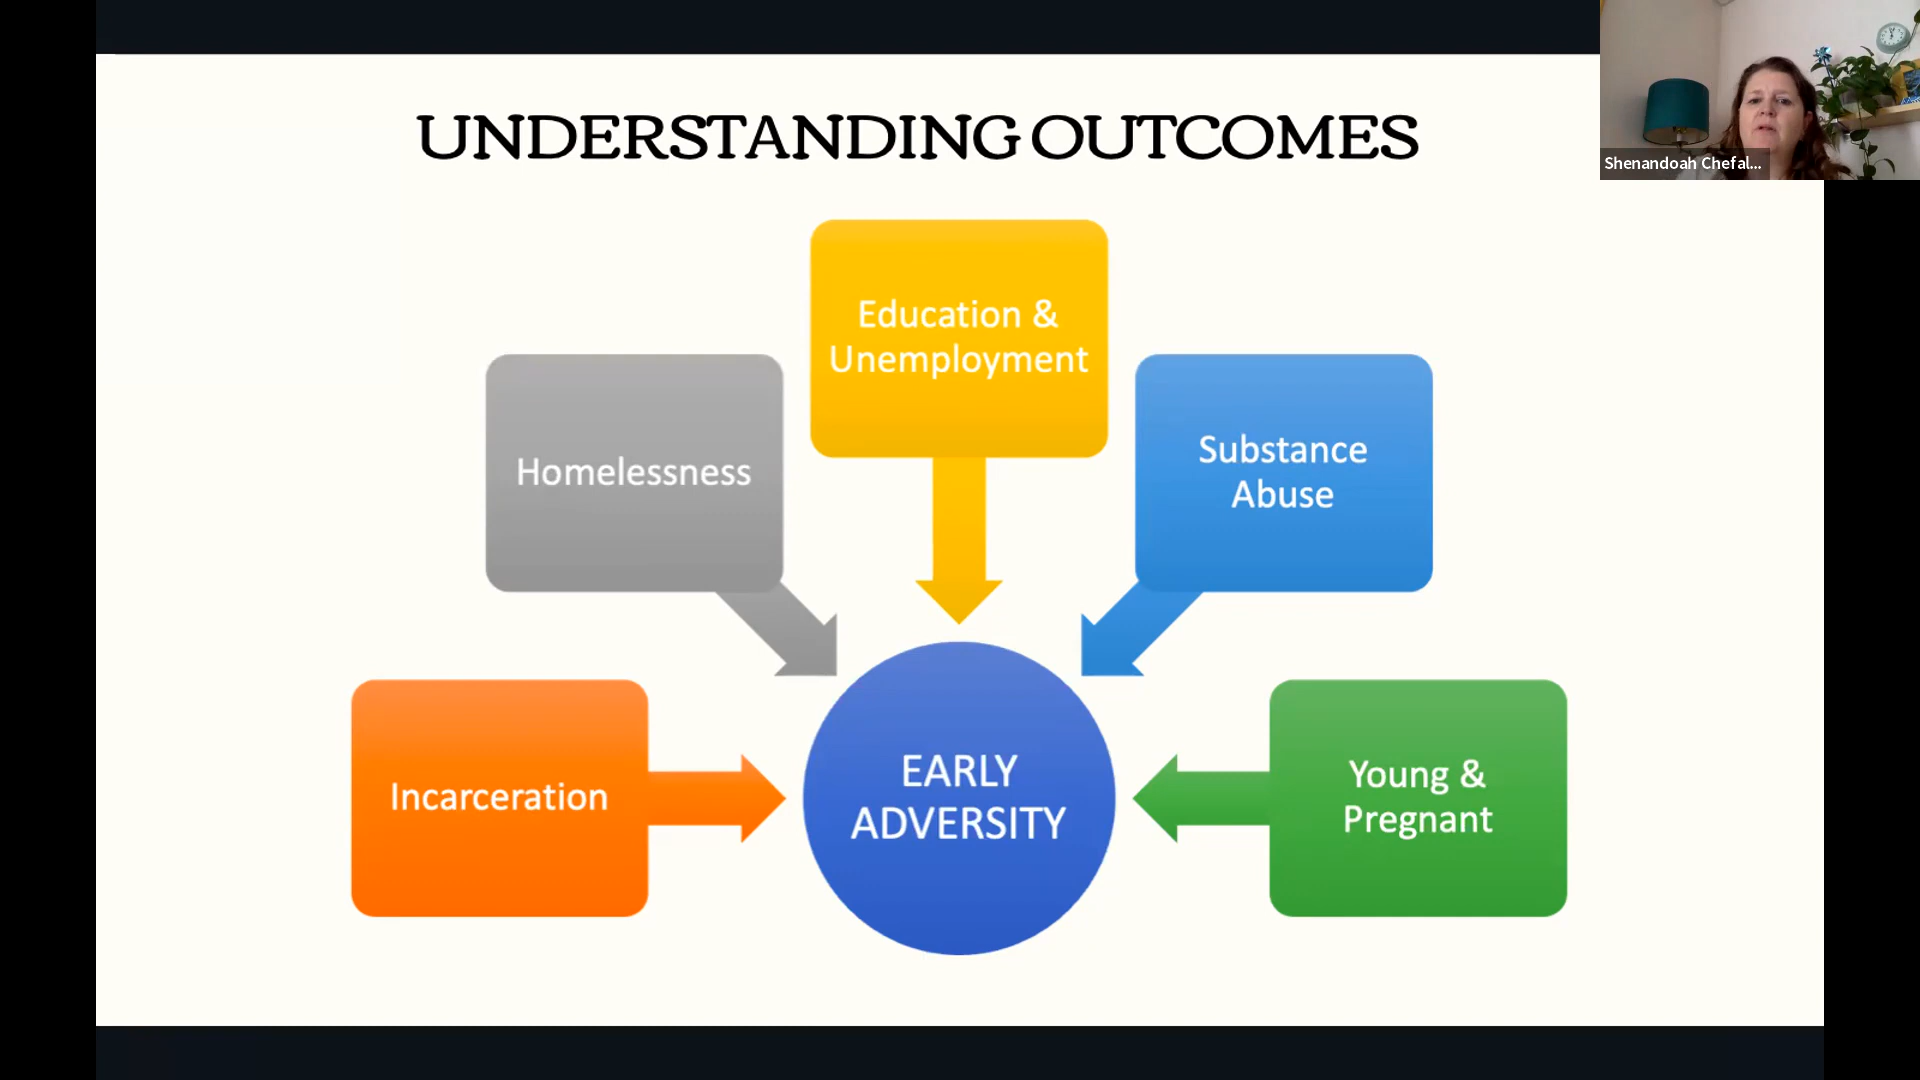 UNDERSTANDING OUTCOMES
Shenandoah Chefal...
Education &
Unemployment
Homelessness
Substance
Abuse
Incarceration
EARLY
ADVERSITY
Young &
Pregnant